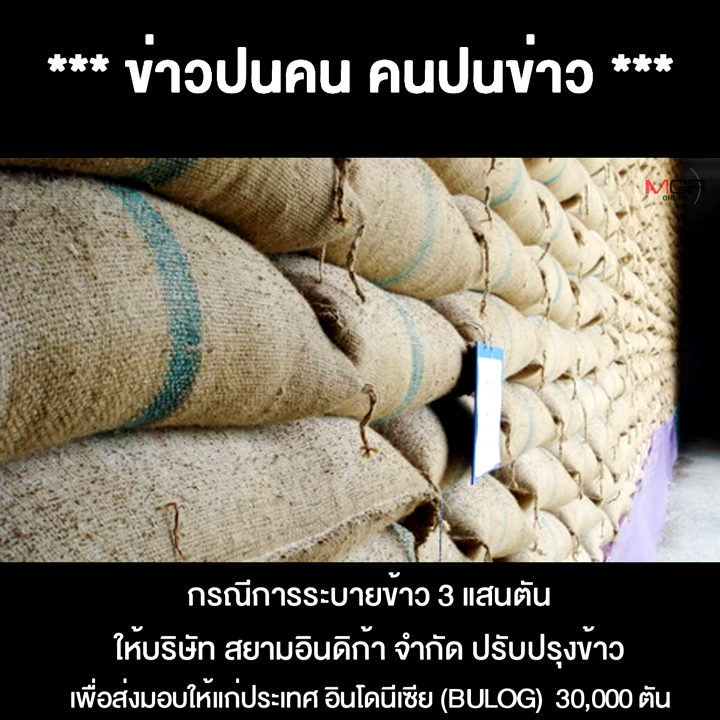 *** ข่าวปนคน คนปนข่าว ***
MGR
ONLINE
กรณีการระบายข้าว 3 แสนตัน
ให้บริษัท สยามอินดิก้า จำกัด ปรับปรุงข้าว
เพื่อส่งมอบให้แก่ประเทศ อินโดนีเซีย (BULOG) 30,000 ตัน